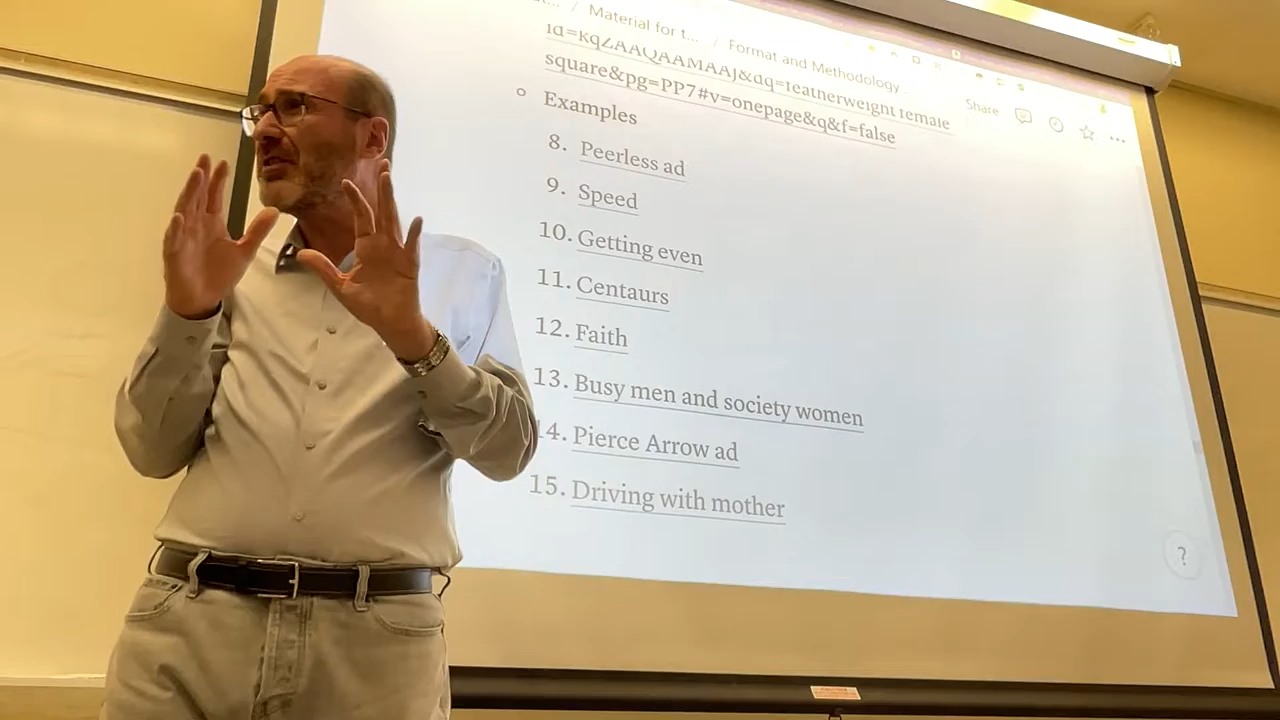 / Material for t... / Format and Methodology
id=kqZAAQAAMAAJ&dq=featherweight female
square&pg=PP7#v=onepage&q&f=false
Share
Examples
8. Peerless ad
9. Speed
10. Getting even
11. Centaurs
12. Faith
13. Busy men and society women
14. Pierce Arrow ad
15. Driving with mother
?